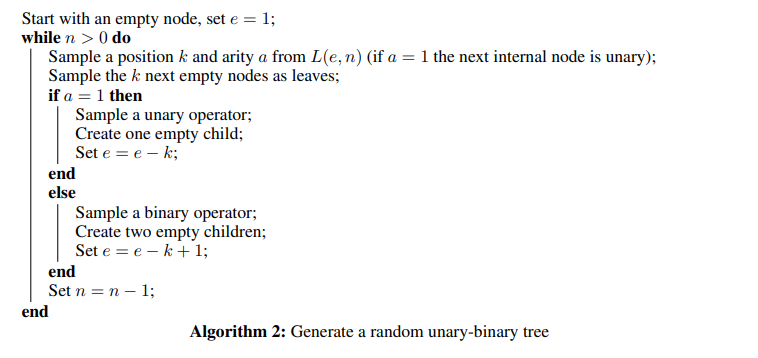 Start with an empty node, set e = 1;
while n > 0 do
Sample a position k and arity a from L(e, n) (if a = 1 the next internal node is unary);
Sample the k next empty nodes as leaves;
if a = 1 then
Sample a unary operator;
Create one empty child;
Set e = e − k;
end
else
Sample a binary operator;
Create two empty children;
Set e = e − k + 1;
end
Set n = n − 1;
end
Algorithm 2: Generate a random unary-binary tree